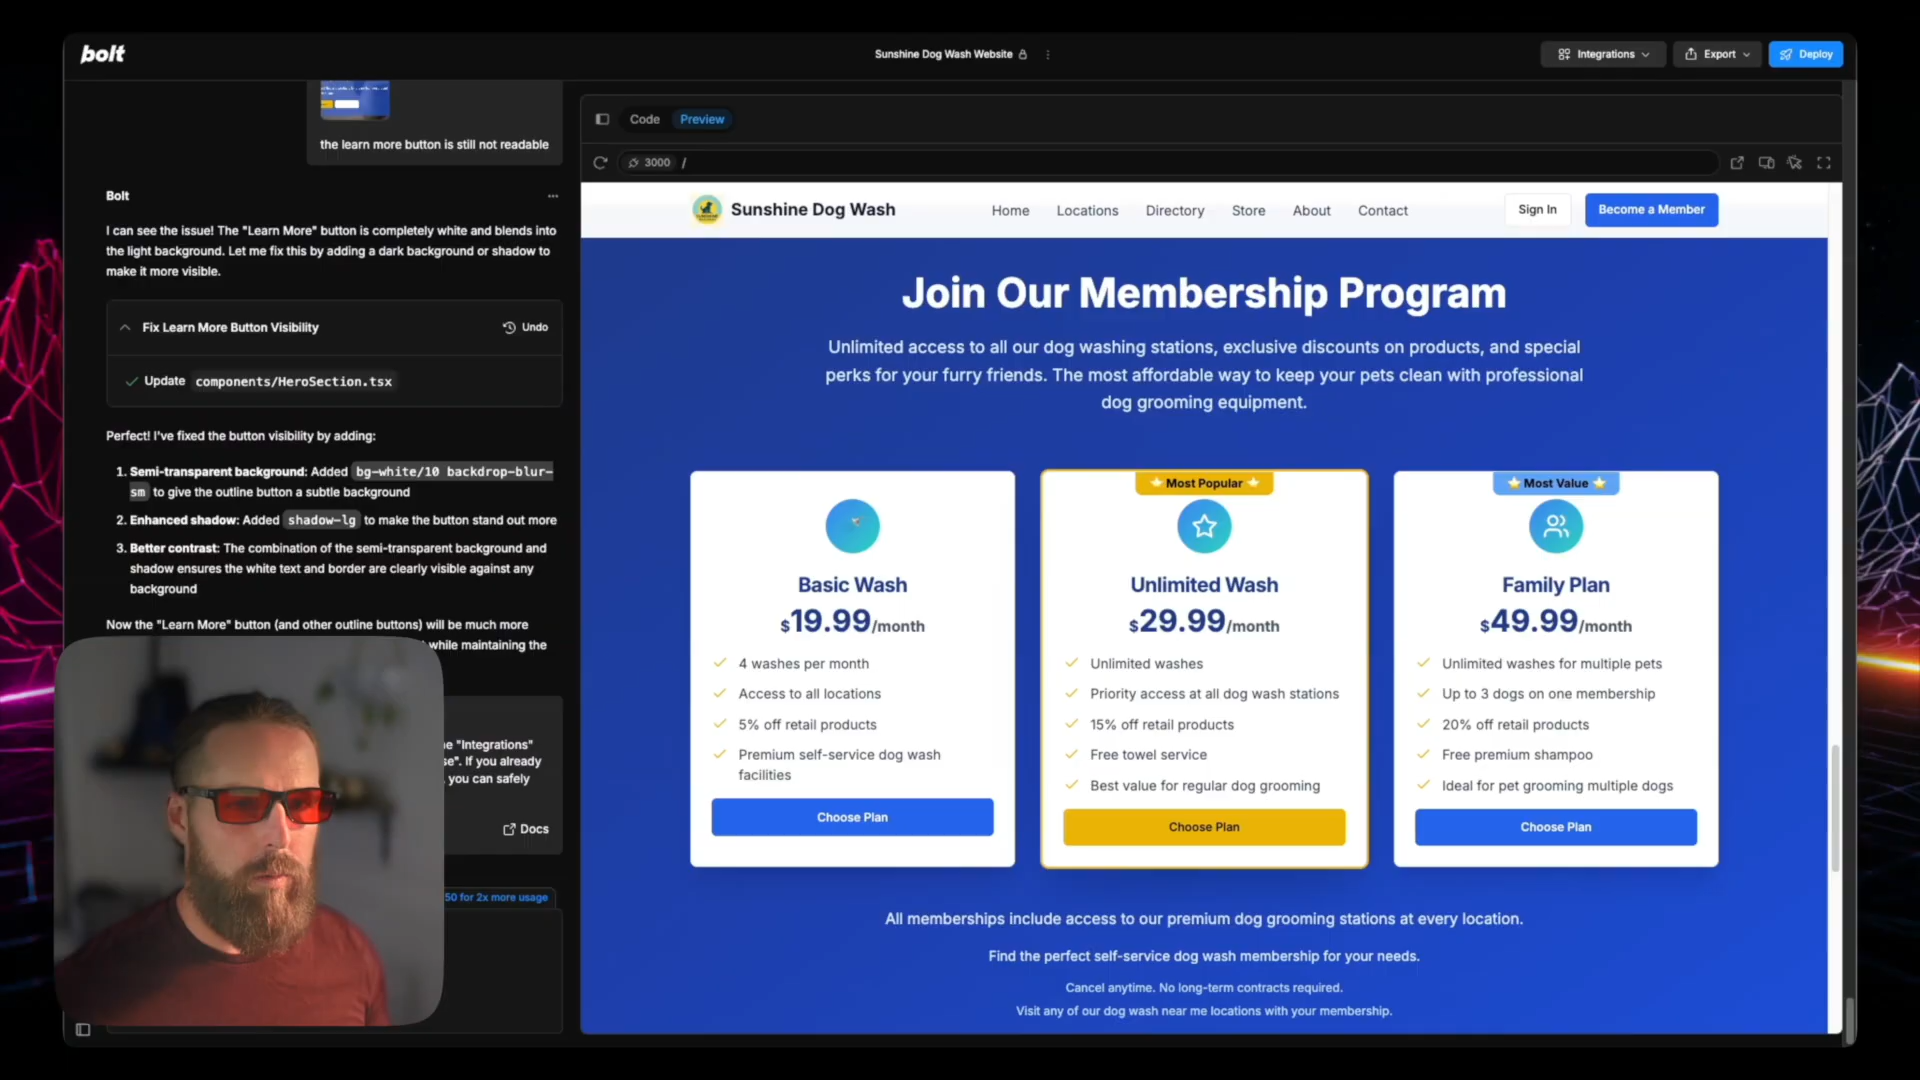 bolt
Sunshine Dog Wash Website
Integrations
Export
Deploy
the learn more button is still not readable
Bolt
I can see the issue! The "Learn More" button is completely white and blends into
the light background. Let me fix this by adding a dark background or shadow to
make it more visible.
Fix Learn More Button Visibility
Undo
Update components/HeroSection.tsx
Perfect! I've fixed the button visibility by adding:
1. Semi-transparent background: Added bg-white/10 backdrop-blur-
sm to give the outline button a subtle background
2. Enhanced shadow: Added shadow-lg to make the button stand out more
3. Better contrast: The combination of the semi-transparent background and
shadow ensures the white text and border are clearly visible against any
background
Now the "Learn More" button (and other outline buttons) will be much more
while maintaining the
"Integrations"
you can safely
Docs
50 for 2x more usage
Code
Preview
3000 /
Sunshine Dog Wash
Home
Locations
Directory
Store
About
Contact
Sign In
Become a Member
Join Our Membership Program
Unlimited access to all our dog washing stations, exclusive discounts on products, and special
perks for your furry friends. The most affordable way to keep your pets clean with professional
dog grooming equipment.
Basic Wash
$19.99/month
4 washes per month
Access to all locations
5% off retail products
Premium self-service dog wash
facilities
Choose Plan
Most Popular
Unlimited Wash
$29.99/month
Unlimited washes
Priority access at all dog wash stations
15% off retail products
Free towel service
Best value for regular dog grooming
Choose Plan
Most Value
Family Plan
$49.99/month
Unlimited washes for multiple pets
Up to 3 dogs on one membership
20% off retail products
Free premium shampoo
Ideal for pet grooming multiple dogs
Choose Plan
All memberships include access to our premium dog grooming stations at every location.
Find the perfect self-service dog wash membership for your needs.
Cancel anytime. No long-term contracts required.
Visit any of our dog wash near me locations with your membership.